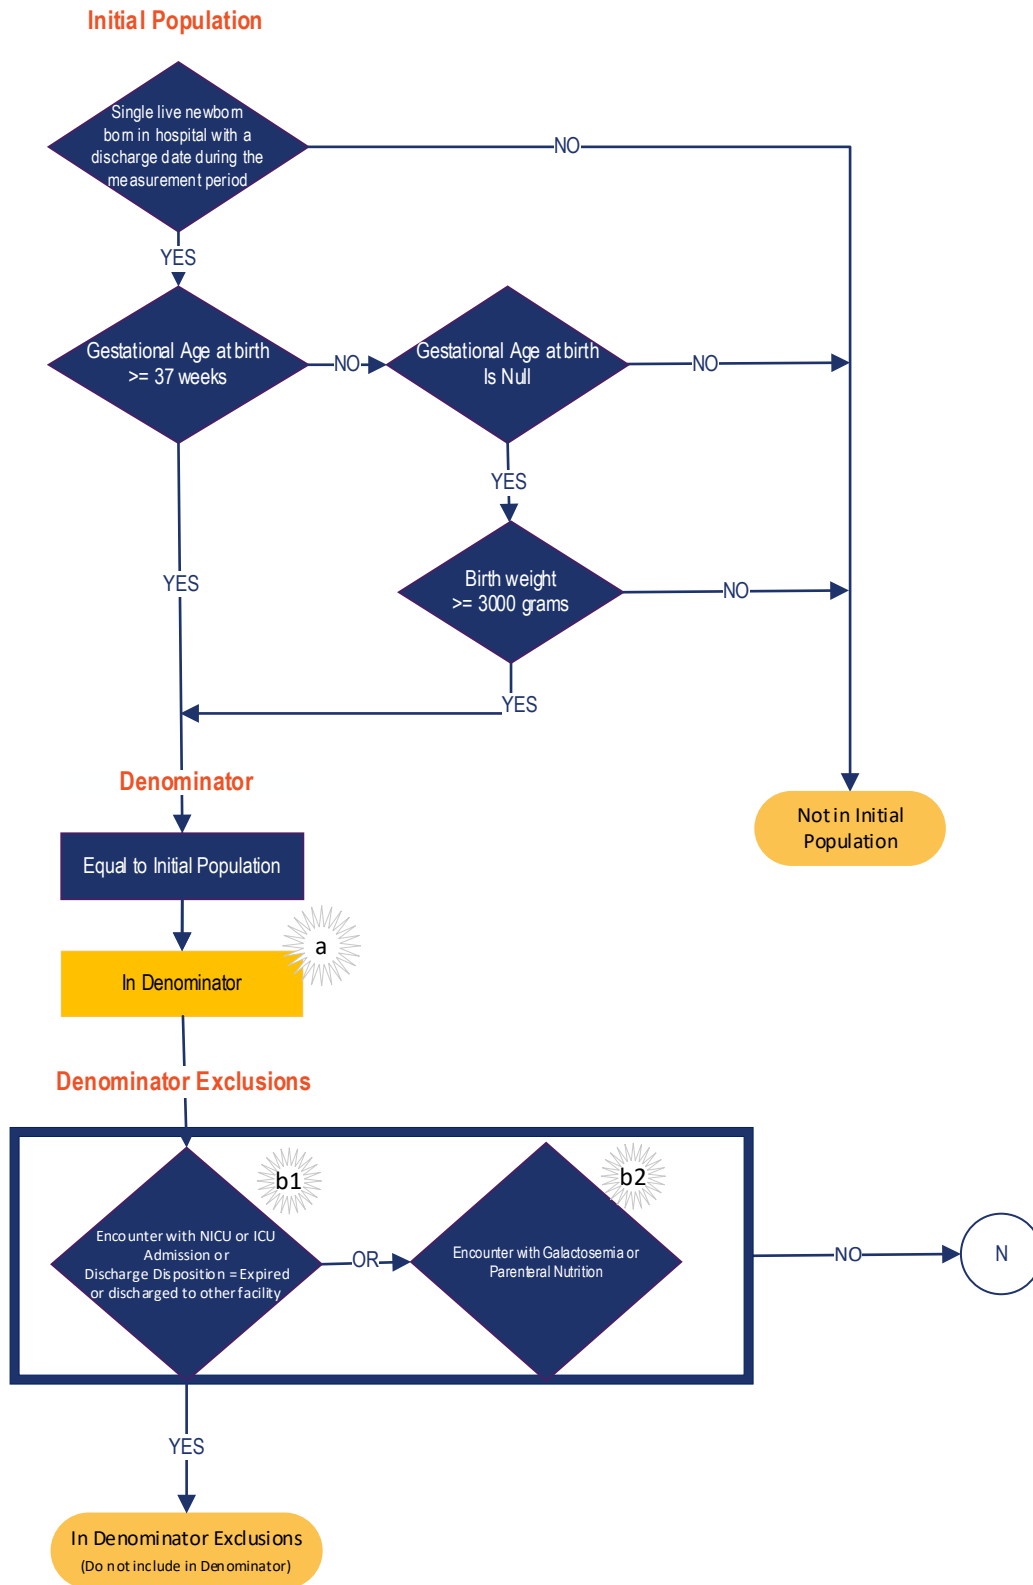 Initial Population
Single live newborn
born in hospital with a
discharge date during the
measurement period
NO
YES
Gestational Age at birth
>= 37 weeks
NO
Gestational Age at birth
Is Null
NO
YES
YES
Birth weight
>= 3000 grams
NO
YES
Denominator
Not in Initial
Population
Equal to Initial Population
a
In Denominator
Denominator Exclusions
b1
b2
Encounter with NICU or ICU
Admission or
Discharge Disposition = Expired
or discharged to other facility
OR
Encounter with Galactosemia or
Parenteral Nutrition
NO
N
YES
In Denominator Exclusions
(Do not include in Denominator)